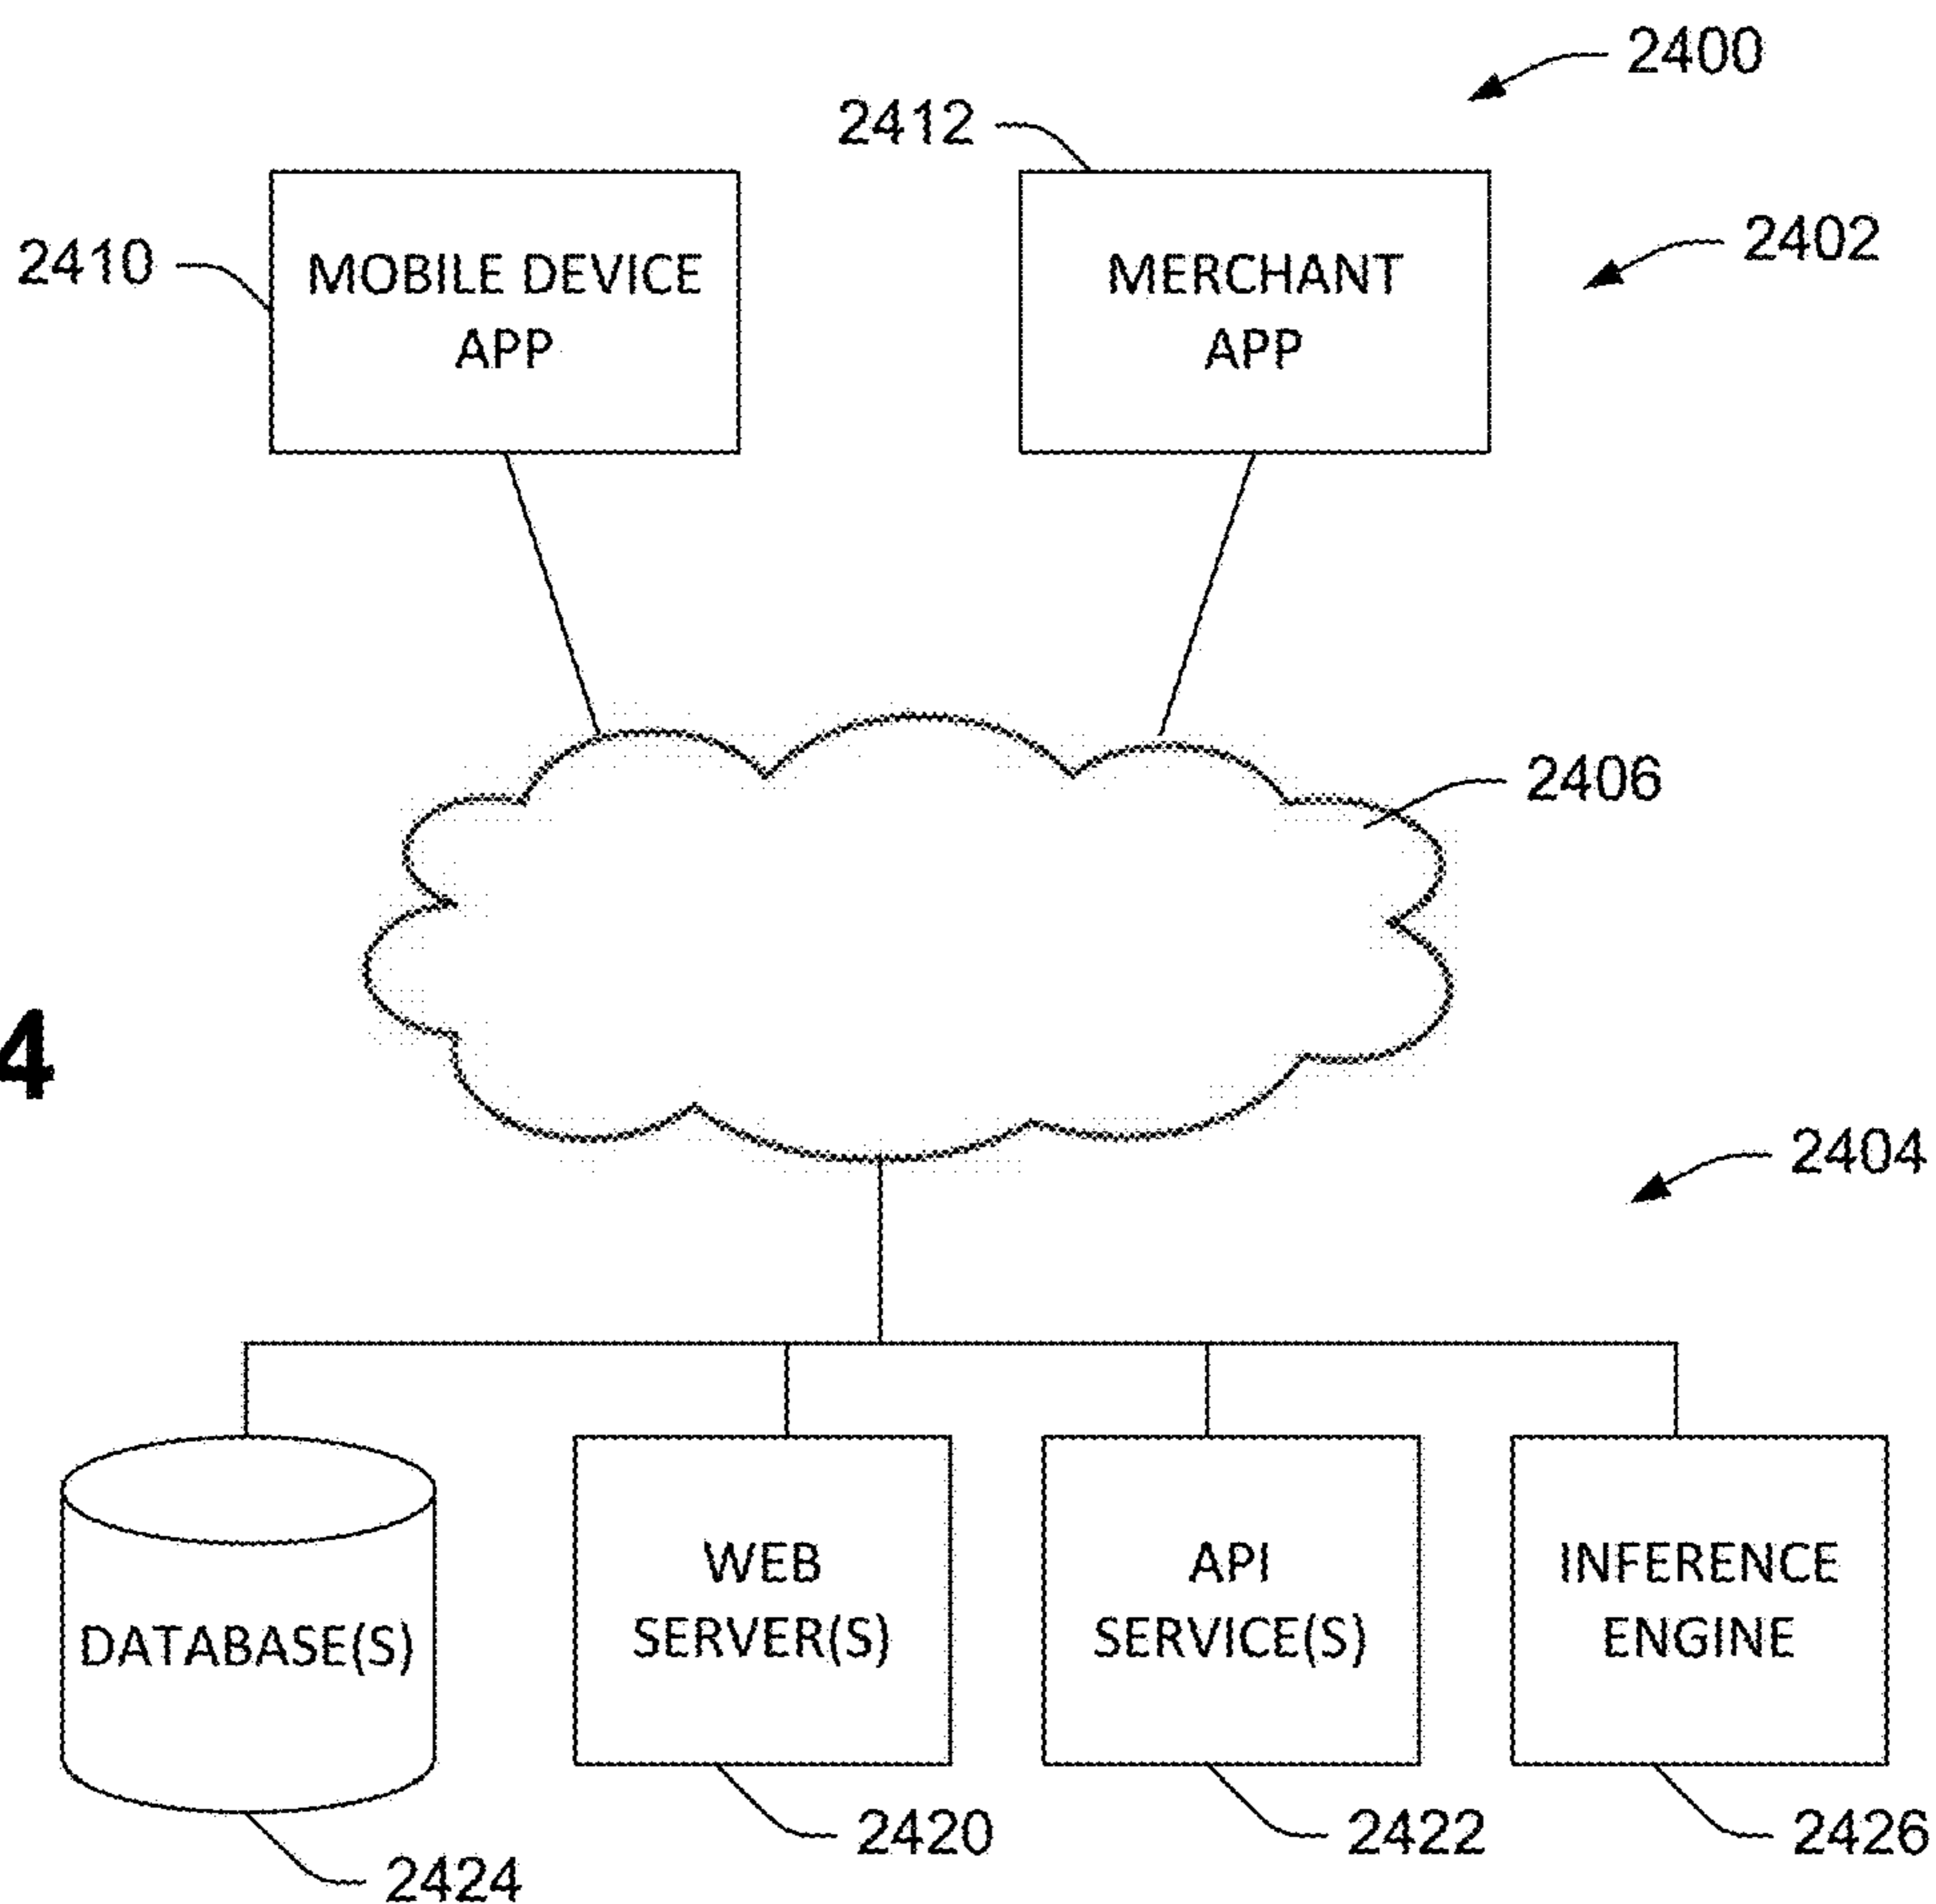 2400
2412
2402
2410
MOBILE DEVICE
APP
MERCHANT
APP
2406
4
2404
DATABASE(S)
WEB
SERVER(S)
API
SERVICE(S)
INFERENCE
ENGINE
2420
2422
2426
2424